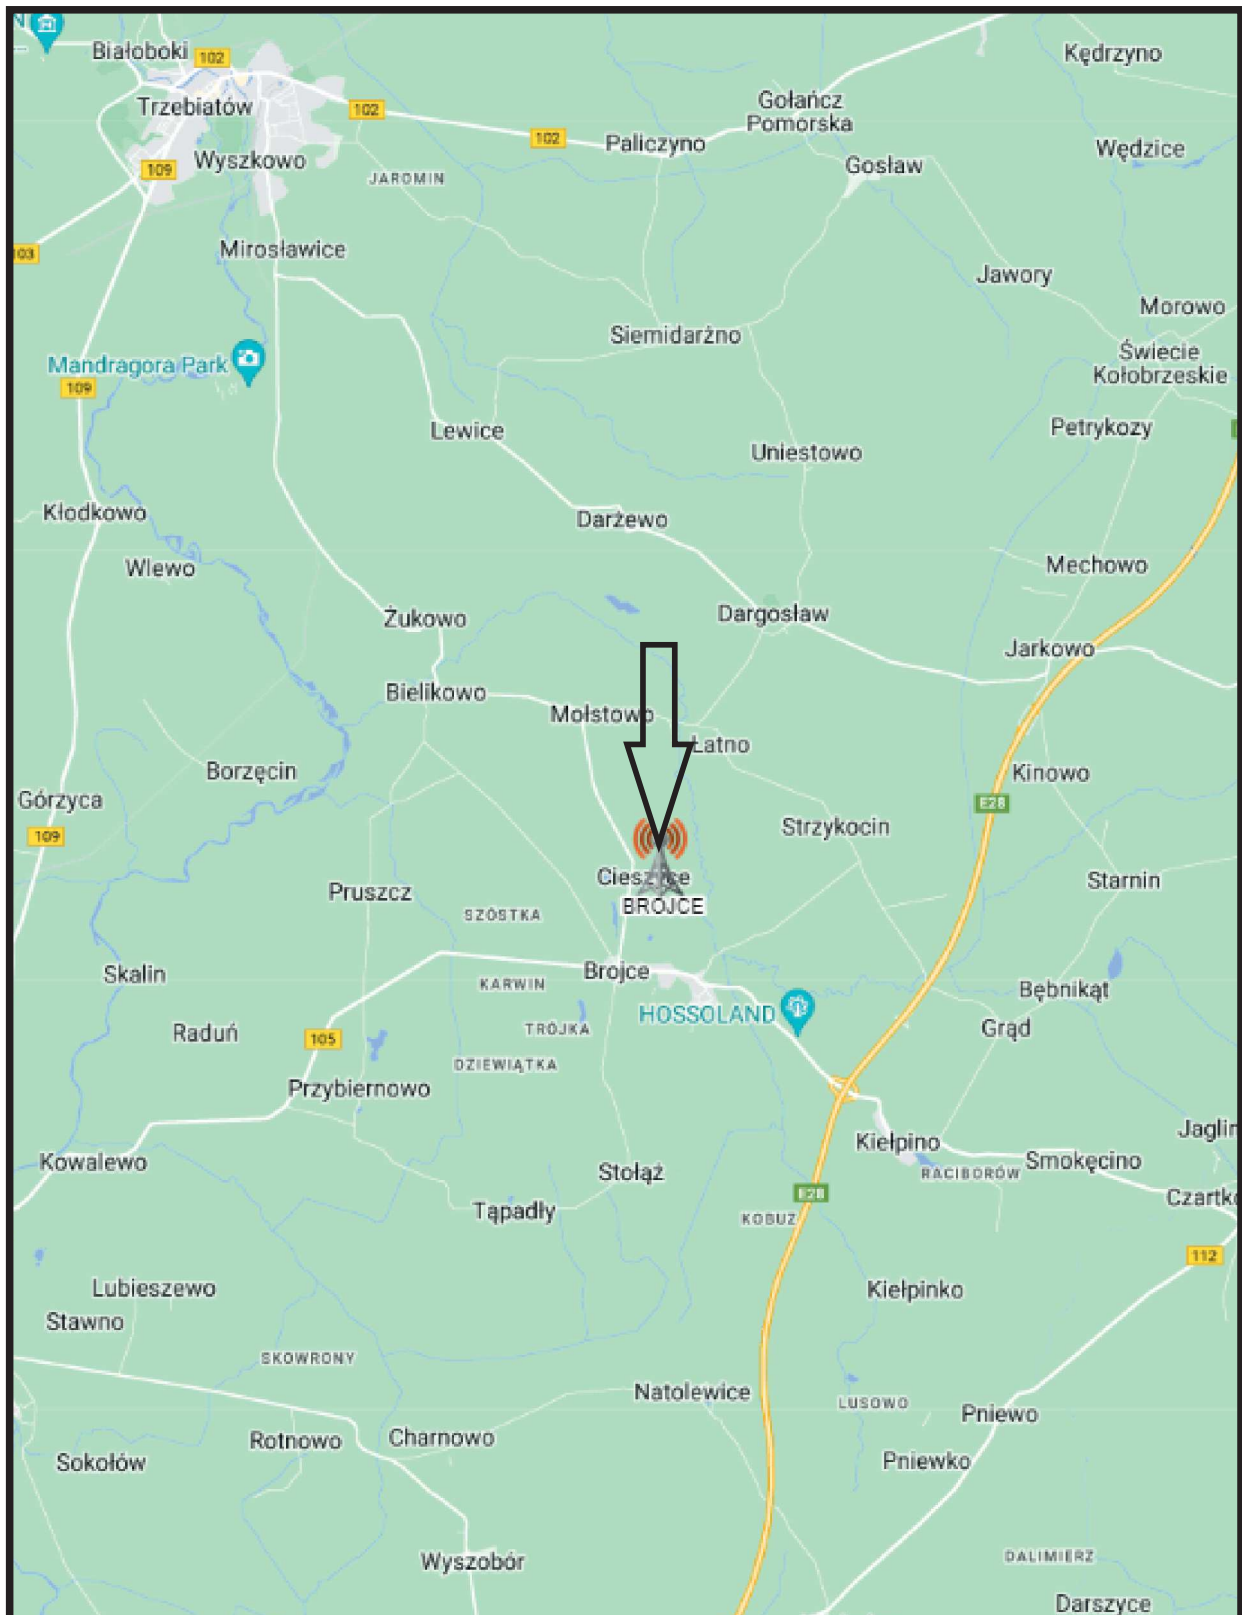 N
Białoboki
102
Kędrzyno
Trzebiatów
102
Gołańcz
Pomorska
102
Paliczyno
Wędzice
109
Wyszkowo
Gosław
JAROMIN
103
Mirosławice
Jawory
Morowo
Siemidarżno
Świecie
Kołobrzeskie
Mandragora Park
109
Lewice
Petrykozy
Uniestowo
Kłodkowo
Darżewo
Wlewo
Mechowo
Żukowo
Dargosław
Jarkowo
Bielikowo
Mołstowo
Łatno
Borzęcin
Kinowo
Górzyca
E28
109
Strzykocin
Cieszyce
Starnin
Pruszcz
BROJCE
SZÓSTKA
Skalin
KARWIN
Brojce
Bębnikąt
HOSSOLAND
Raduń
105
TRÓJKA
Grąd
DZIEWIĄTKA
Przybiernowo
Jaglin
Kiełpino
Kowalewo
Stołąż
RACIBORÓW
Smokęcino
E28
Czartko
Tąpadły
KOBUZ
112
Lubieszewo
Kiełpinko
Stawno
SKOWRONY
Natolewice
LUSOWO
Pniewo
Rotnowo
Charnowo
Sokołów
Pniewko
Wyszobór
DALIMIERZ
Darszyce